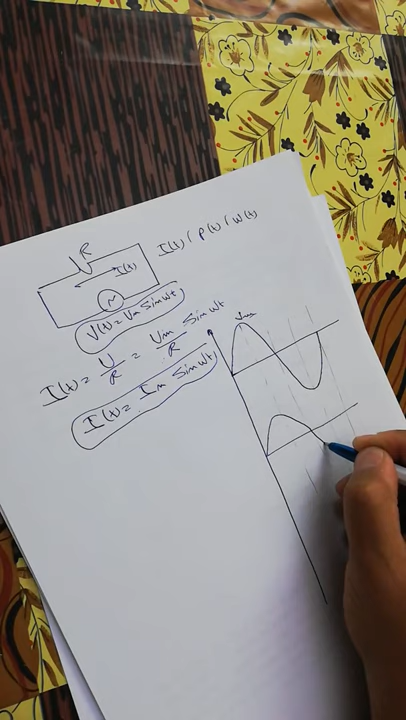 R
I(t) / P(t) / W(t)
I(t)
~
V(t) = Vm Sin wt
I(t) = U/R = Vm/R Sin wt
I(t) = Im Sin wt
Vm